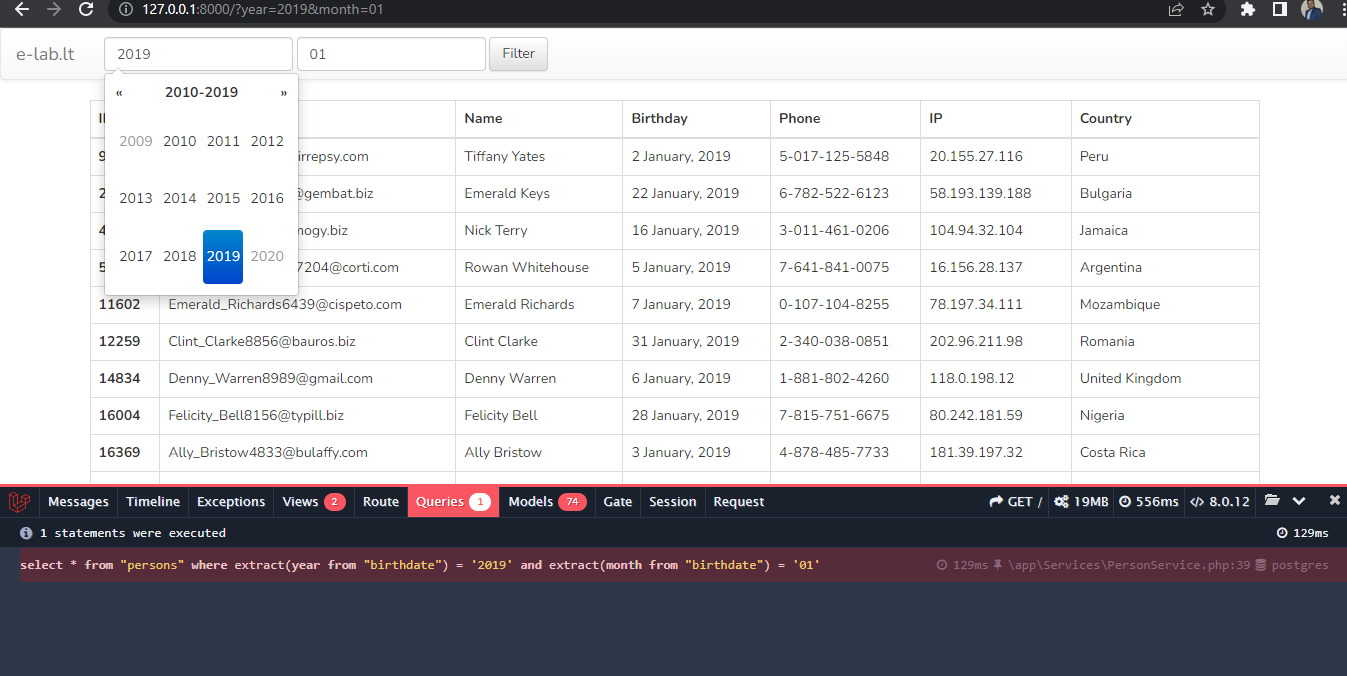 127.0.0.1:8000/?year=2019&month=01
e-lab.lt 2019 01 Filter
« 2010-2019 »
2009 2010 2011 2012
2013 2014 2015 2016
2017 2018 2019 2020
Name Birthday Phone IP Country
9 irrepsy.com Tiffany Yates 2 January, 2019 5-017-125-5848 20.155.27.116 Peru
2 @gembat.biz Emerald Keys 22 January, 2019 6-782-522-6123 58.193.139.188 Bulgaria
4 nogy.biz Nick Terry 16 January, 2019 3-011-461-0206 104.94.32.104 Jamaica
5 7204@corti.com Rowan Whitehouse 5 January, 2019 7-641-841-0075 16.156.28.137 Argentina
11602 Emerald_Richards6439@cispeto.com Emerald Richards 7 January, 2019 0-107-104-8255 78.197.34.111 Mozambique
12259 Clint_Clarke8856@bauros.biz Clint Clarke 31 January, 2019 2-340-038-0851 202.96.211.98 Romania
14834 Denny_Warren8989@gmail.com Denny Warren 6 January, 2019 1-881-802-4260 118.0.198.12 United Kingdom
16004 Felicity_Bell8156@typill.biz Felicity Bell 28 January, 2019 7-815-751-6675 80.242.181.59 Nigeria
16369 Ally_Bristow4833@bulaffy.com Ally Bristow 3 January, 2019 4-878-485-7733 181.39.197.32 Costa Rica
Messages Timeline Exceptions Views 2 Route Queries 1 Models 74 Gate Session Request GET / 19MB 556ms 8.0.12
1 statements were executed 129ms
select * from "persons" where extract(year from "birthdate") = '2019' and extract(month from "birthdate") = '01' 129ms \app\Services\PersonService.php:39 postgres